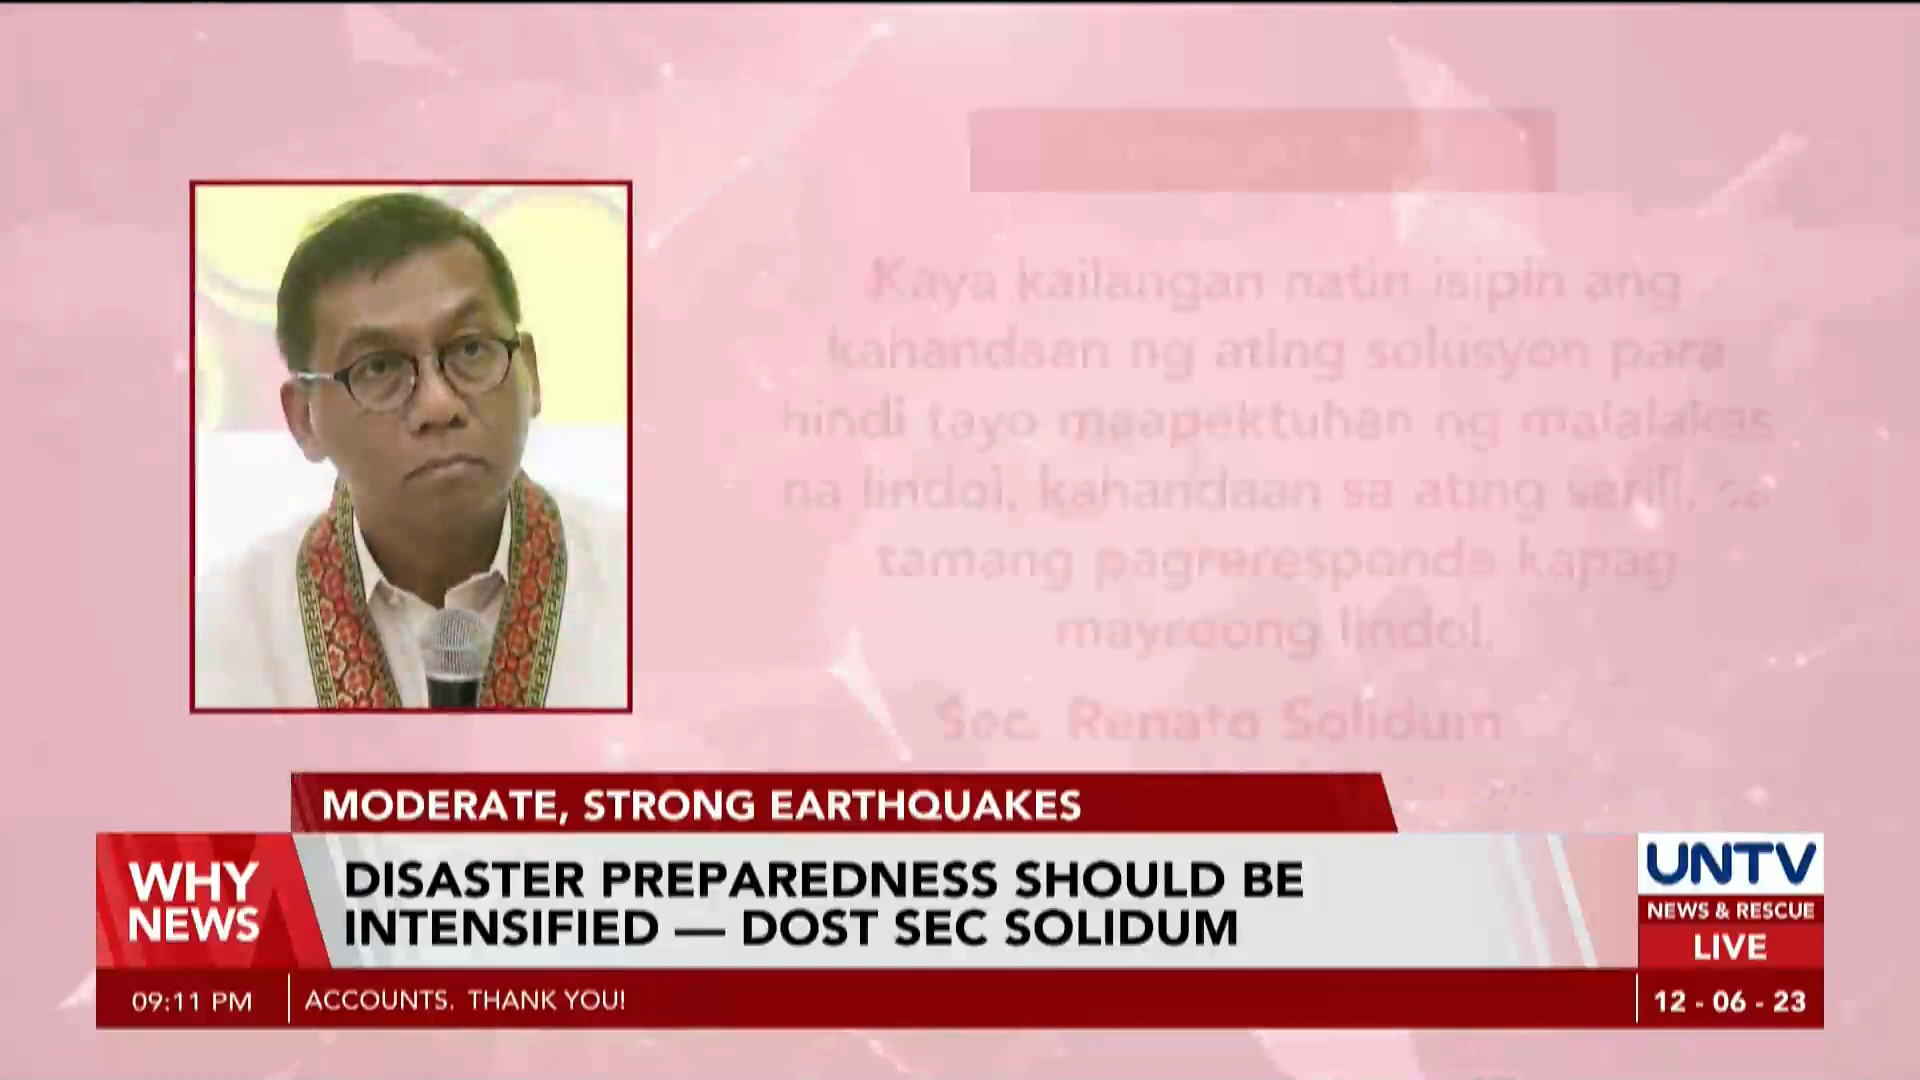 Kaya kailangan natin isipin ang
kahandaan ng ating solusyon para
hindi tayo maapektuhan ng malalakas
na lindol, kahandaan sa ating sarili, sa
tamang pagreresponde kapag
mayroong lindol.
Sec. Renato Solidum
MODERATE, STRONG EARTHQUAKES
WHY
NEWS
DISASTER PREPAREDNESS SHOULD BE
INTENSIFIED — DOST SEC SOLIDUM
UNTV
NEWS & RESCUE
LIVE
09:11 PM
ACCOUNTS. THANK YOU!
12 - 06 - 23